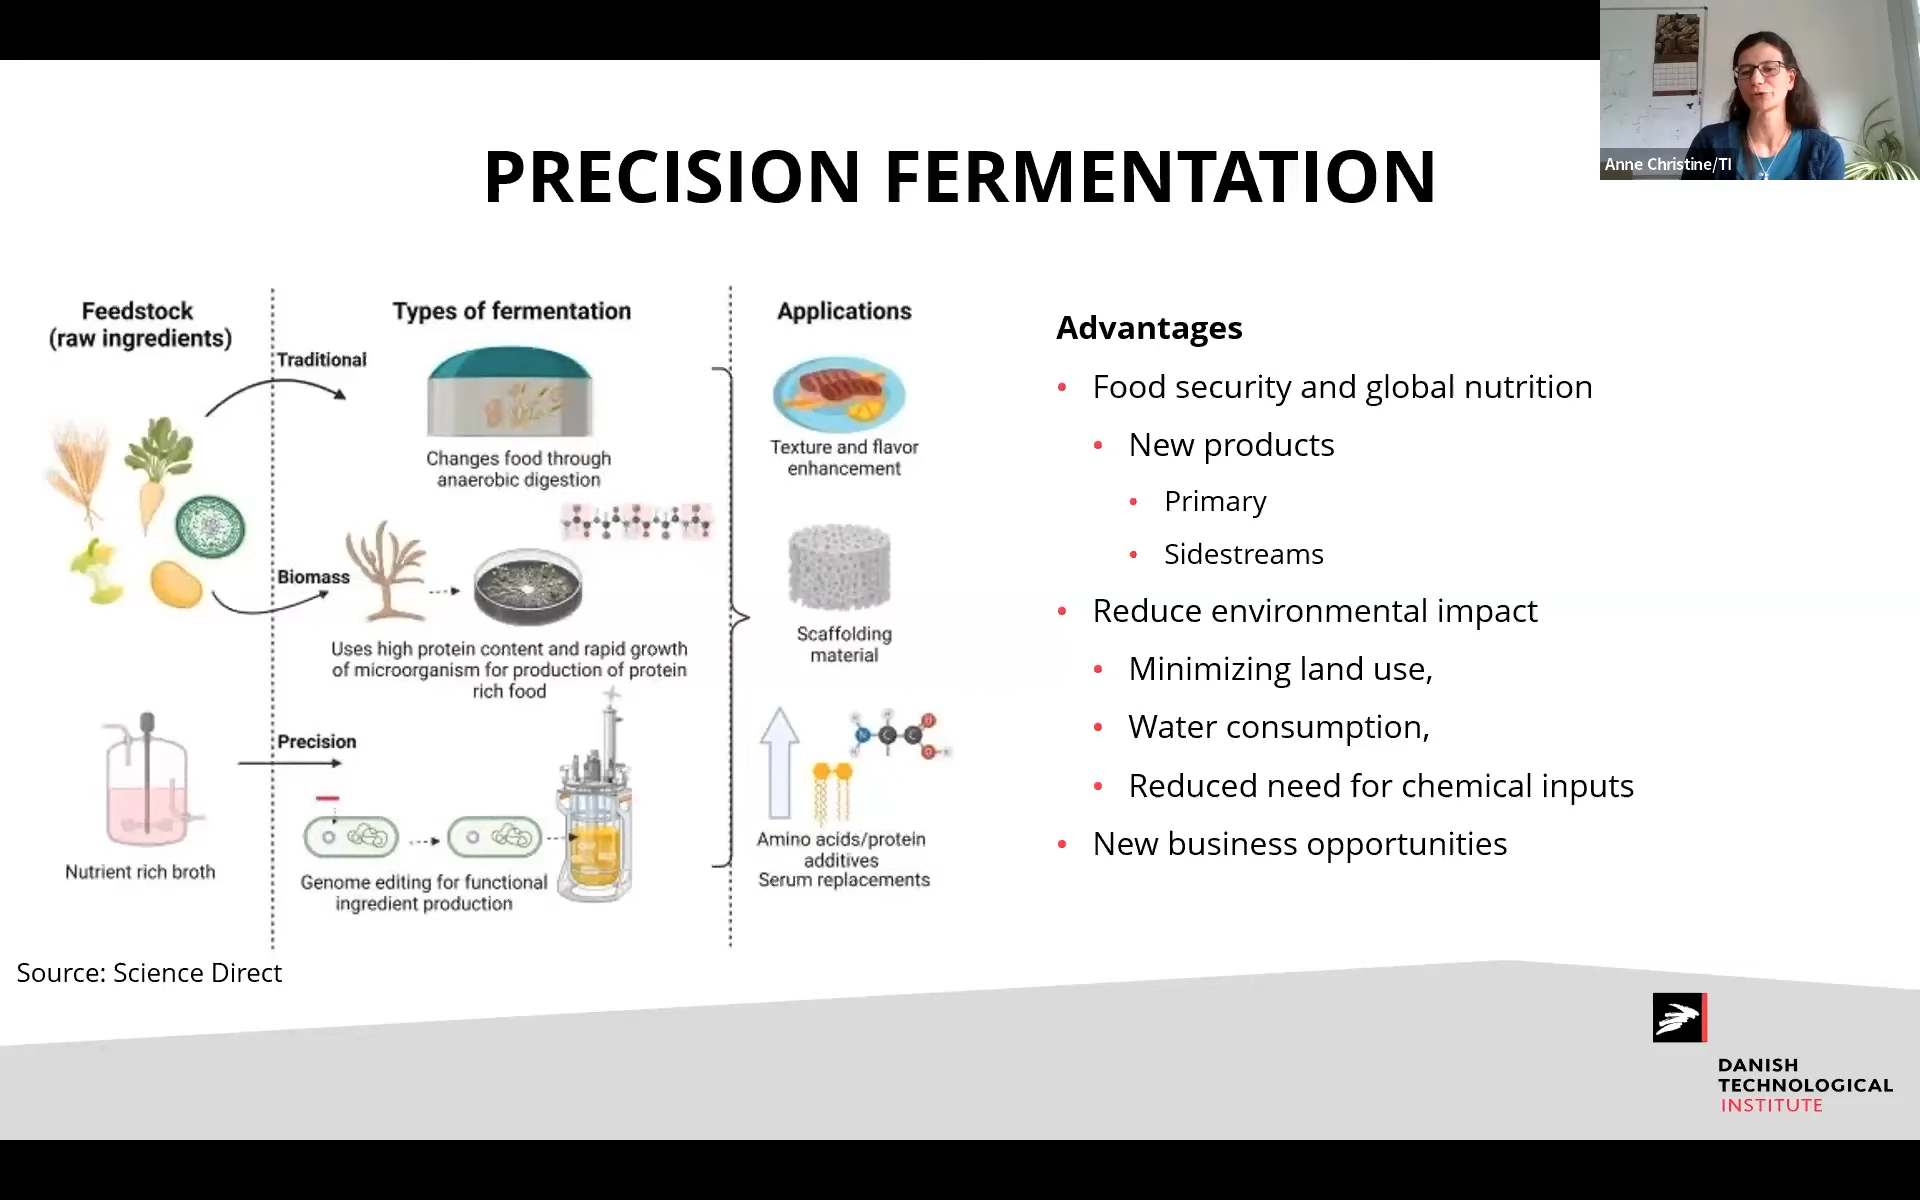 Anne Christine/TI
PRECISION FERMENTATION
Feedstock
(raw ingredients)
Types of fermentation
Applications
Traditional
Changes food through
anaerobic digestion
Biomass
Uses high protein content and rapid growth
of microorganism for production of protein
rich food
Precision
Nutrient rich broth
Genome editing for functional
ingredient production
Texture and flavor
enhancement
Scaffolding
material
Amino acids/protein
additives
Serum replacements
Source: Science Direct
Advantages
• Food security and global nutrition
• New products
• Primary
• Sidestreams
• Reduce environmental impact
• Minimizing land use,
• Water consumption,
• Reduced need for chemical inputs
• New business opportunities
DANISH
TECHNOLOGICAL
INSTITUTE